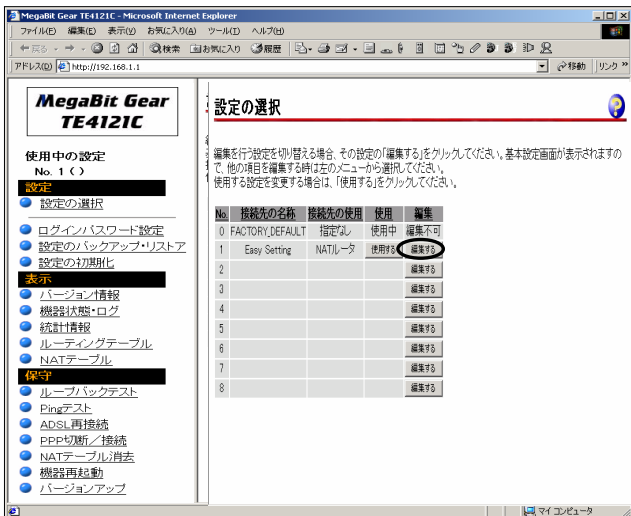 MegaBit Gear TE4121C - Microsoft Internet Explorer
ファイル(F) 編集(E) 表示(V) お気に入り(A) ツール(T) ヘルプ(H)
戻る 検索 お気に入り 履歴
アドレス(D) http://192.168.1.1 移動 リンク »
MegaBit Gear
TE4121C
使用中の設定
No. 1 ( )
設定
設定の選択
ログインパスワード設定
設定のバックアップ・リストア
設定の初期化
表示
バージョン情報
機器状態・ログ
統計情報
ルーティングテーブル
NATテーブル
保守
ループバックテスト
Pingテスト
ADSL再接続
PPP切断／接続
NATテーブル消去
機器再起動
バージョンアップ
設定の選択
編集を行う設定を切り替える場合、その設定の「編集する」をクリックしてください。基本設定画面が表示されますの
で、他の項目を編集する時は左のメニューから選択してください。
使用する設定を変更する場合は、「使用する」をクリックしてください。
No. 接続先の名称 接続先の使用 使用 編集
0 FACTORY_DEFAULT 指定なし 使用中 編集不可
1 Easy Setting NATルータ 使用する 編集する
2 編集する
3 編集する
4 編集する
5 編集する
6 編集する
7 編集する
8 編集する
マイ コンピュータ